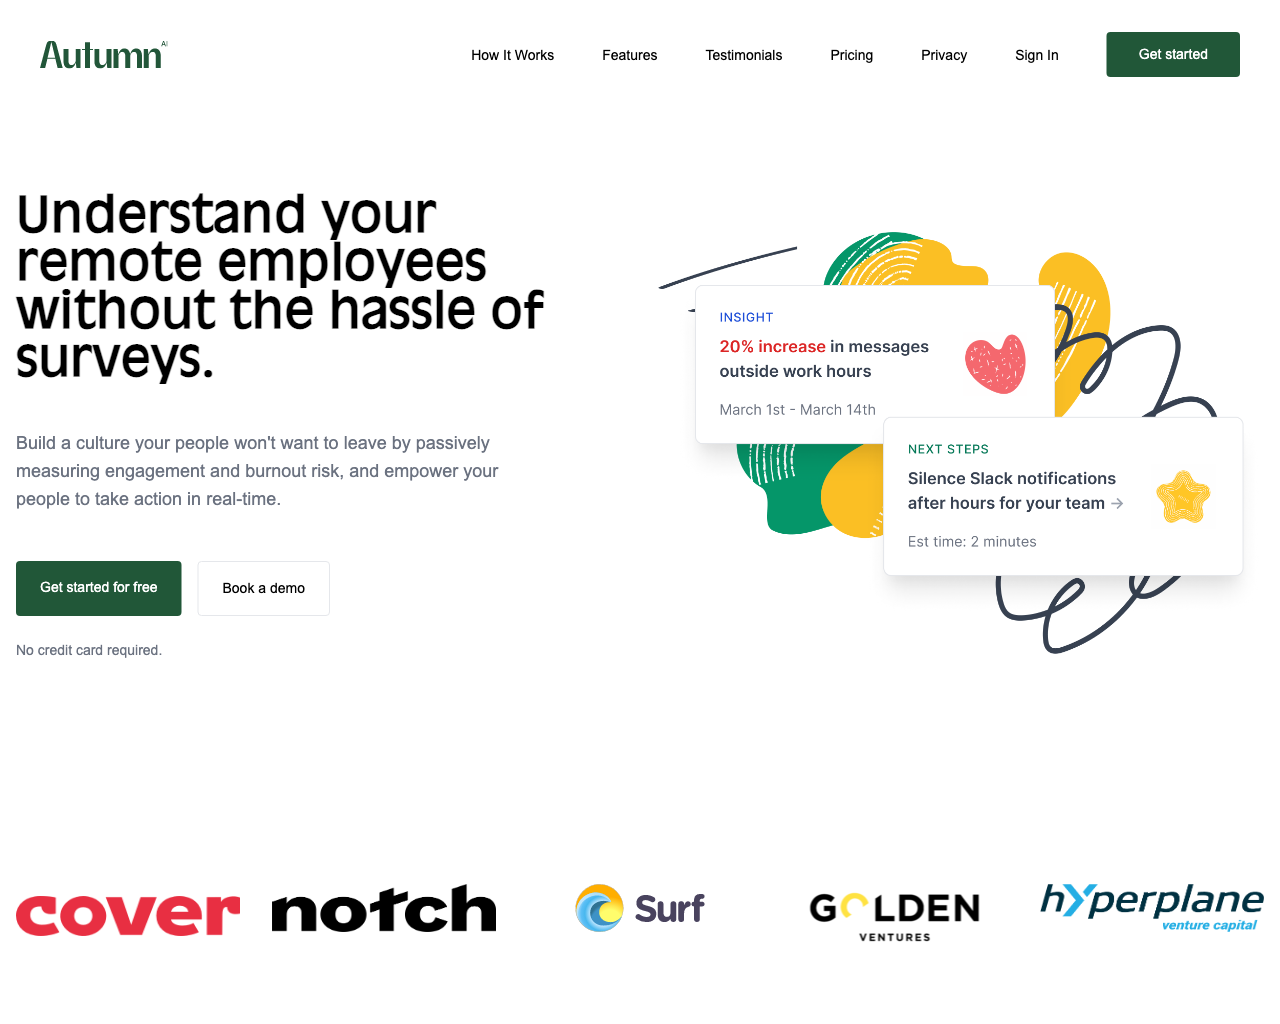 Autumn AI
How It Works
Features
Testimonials
Pricing
Privacy
Sign In
Get started
Understand your
remote employees
without the hassle of
surveys.
Build a culture your people won't want to leave by passively
measuring engagement and burnout risk, and empower your
people to take action in real-time.
Get started for free
Book a demo
No credit card required.
INSIGHT
20% increase in messages
outside work hours
March 1st - March 14th
NEXT STEPS
Silence Slack notifications
after hours for your team →
Est time: 2 minutes
cover
notch
Surf
GOLDEN
VENTURES
hyperplane
venture capital